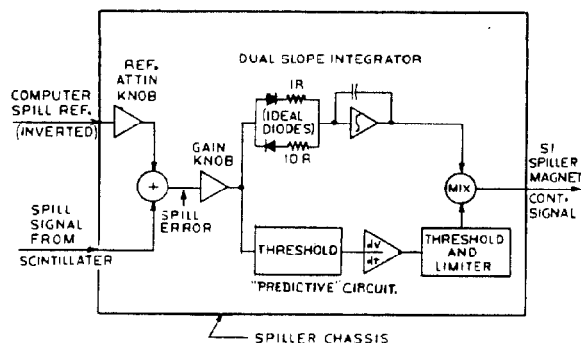 REF.
ATTIN
KNOB
DUAL SLOPE INTEGRATOR
1R
COMPUTER
SPILL REF.
(INVERTED)
(IDEAL
DIODES)
10 R
∫
GAIN
KNOB
S1
SPILLER
MAGNET
CONT.
SIGNAL
+
MIX
SPILL
ERROR
SPILL
SIGNAL
FROM
SCINTILLATER
THRESHOLD
dV
dT
THRESHOLD
AND
LIMITER
"PREDICTIVE" CIRCUIT.
SPILLER CHASSIS